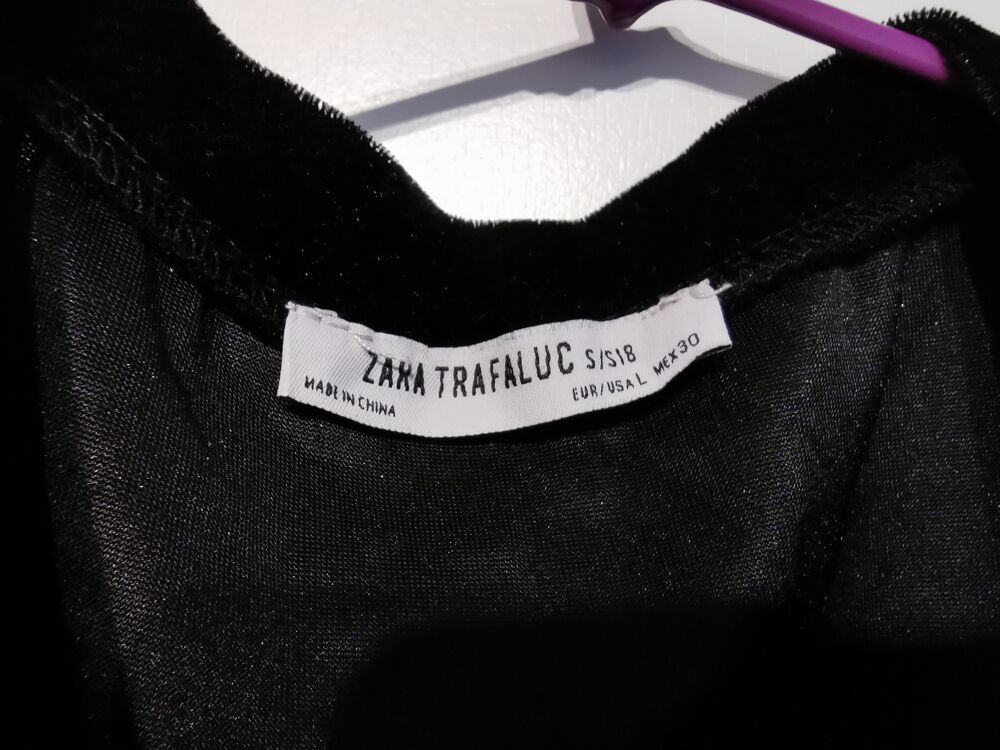 ZARA TRAFALUC S/S18
MADE IN CHINA
EUR/USA L MEX 30